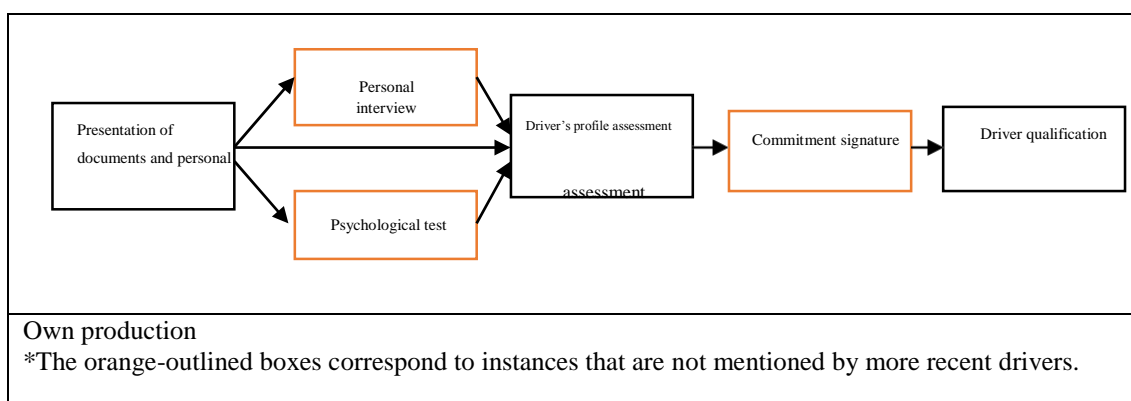 Personal
interview
Presentation of
documents and personal
Driver's profile assessment
assessment
Commitment signature
Driver qualification
Psychological test
Own production
*The orange-outlined boxes correspond to instances that are not mentioned by more recent drivers.